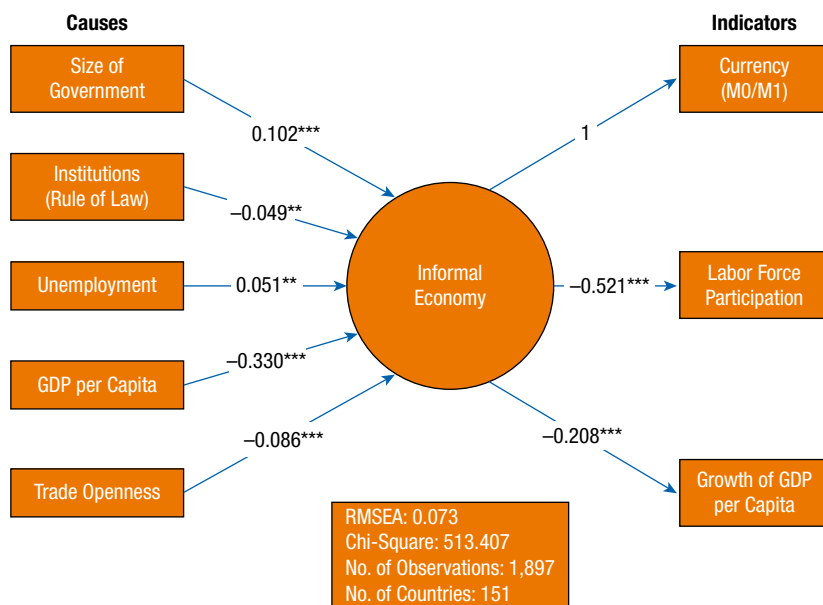 Causes
Indicators
Size of
Government
Currency
(M0/M1)
0.102***
1
Institutions
(Rule of Law)
–0.049**
Unemployment
0.051**
Informal
Economy
–0.521***
Labor Force
Participation
GDP per Capita
–0.330***
Trade Openness
–0.086***
–0.208***
Growth of GDP
per Capita
RMSEA: 0.073
Chi-Square: 513.407
No. of Observations: 1,897
No. of Countries: 151